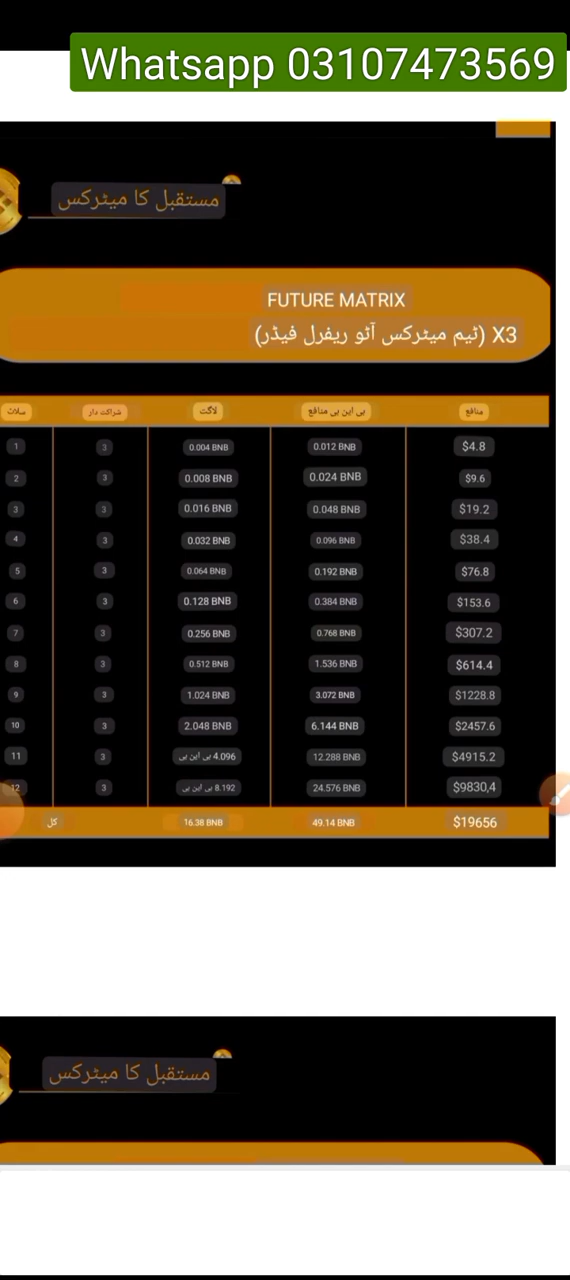 Whatsapp 03107473569
مستقبل کا میٹرکس
FUTURE MATRIX
X3 (ٹیم میٹرکس آٹو ریفرل فیڈر)
سلاٹ شراکت دار لاگت بی این بی منافع منافع
1 3 0.004 BNB 0.012 BNB $4.8
2 3 0.008 BNB 0.024 BNB $9.6
3 3 0.016 BNB 0.048 BNB $19.2
4 3 0.032 BNB 0.096 BNB $38.4
5 3 0.064 BNB 0.192 BNB $76.8
6 3 0.128 BNB 0.384 BNB $153.6
7 3 0.256 BNB 0.768 BNB $307.2
8 3 0.512 BNB 1.536 BNB $614.4
9 3 1.024 BNB 3.072 BNB $1228.8
10 3 2.048 BNB 6.144 BNB $2457.6
11 3 4.096 بی این بی 12.288 BNB $4915.2
12 3 8.192 بی این بی 24.576 BNB $9830,4
کل 16.38 BNB 49.14 BNB $19656
مستقبل کا میٹرکس